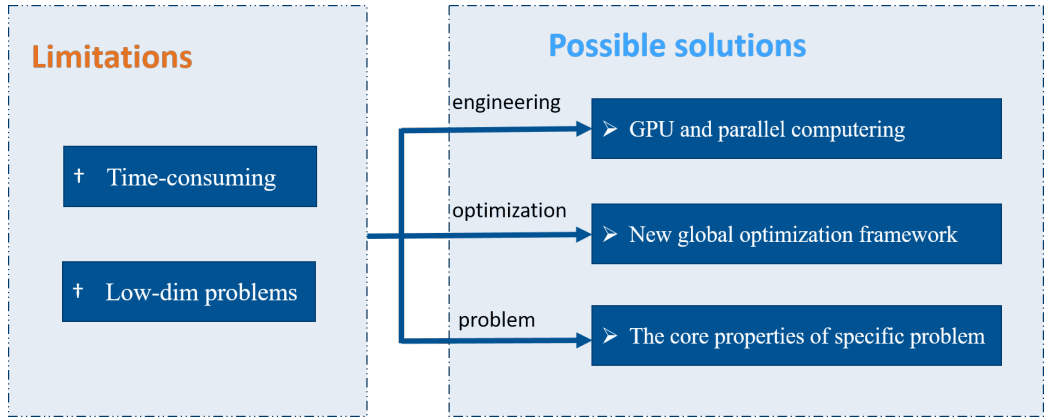 Limitations
† Time-consuming
† Low-dim problems
Possible solutions
engineering
➢ GPU and parallel computering
optimization
➢ New global optimization framework
problem
➢ The core properties of specific problem